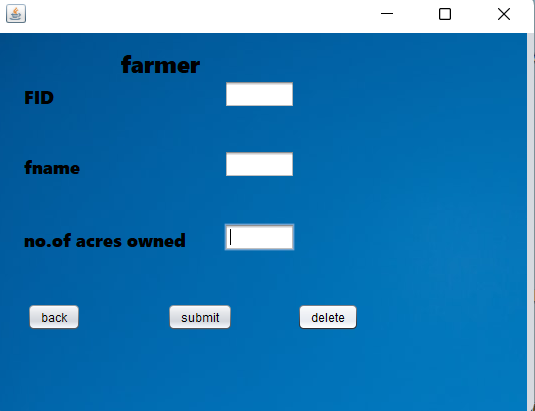 farmer
FID
fname
no.of acres owned
back submit delete